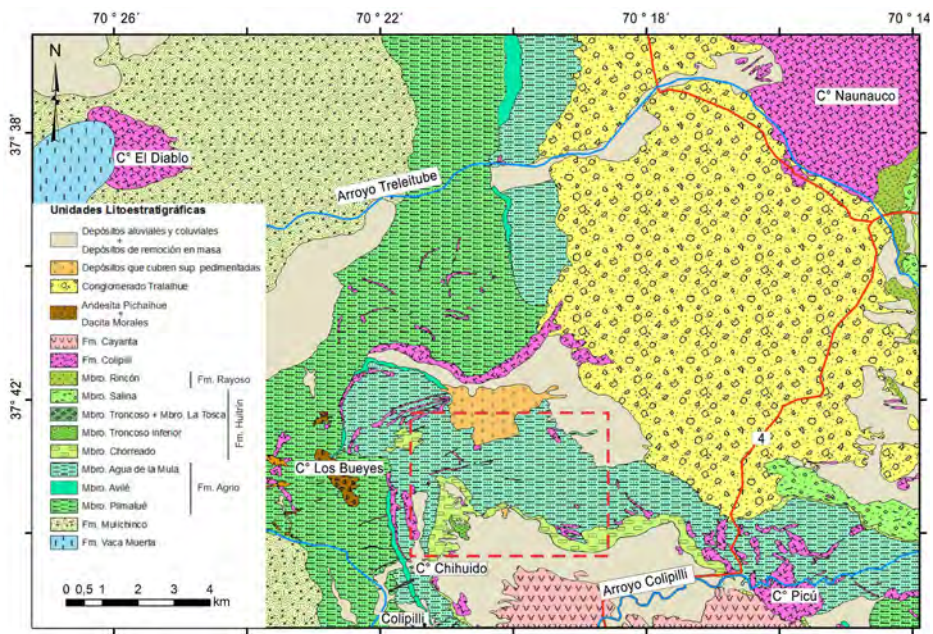 70 ° 26 ´
70 ° 22 ´
70 ° 18 ´
70 ° 14
N
C° Naunauco
37° 38´
C° El Diablo
Arroyo Treleitube
Unidades Litoestratigráficas
Depósitos aluviales y coluviales
+
Depósitos de remoción en masa
Depósitos que cubren sup. pedimentadas
Conglomerado Tralalhue
Andesita Pichaihue
+
Dacita Morales
Fm. Cayanta
Fm. Colipilli
Mbro. Rincón
Fm. Rayoso
Mbro. Salina
Mbro. Troncoso + Mbro. La Tosca
Mbro. Troncoso Inferior
Mbro. Chorreado
Fm. Huitrín
Mbro. Agua de la Mula
Mbro. Avilé
Fm. Agrio
Mbro. Pilmatué
Fm. Mulichinco
Fm. Vaca Muerta
0 0,5 1 2 3 4
km
37° 42´
4
C° Los Bueyes
C° Chihuido
Arroyo Colipilli
C° Picú
Colipilli